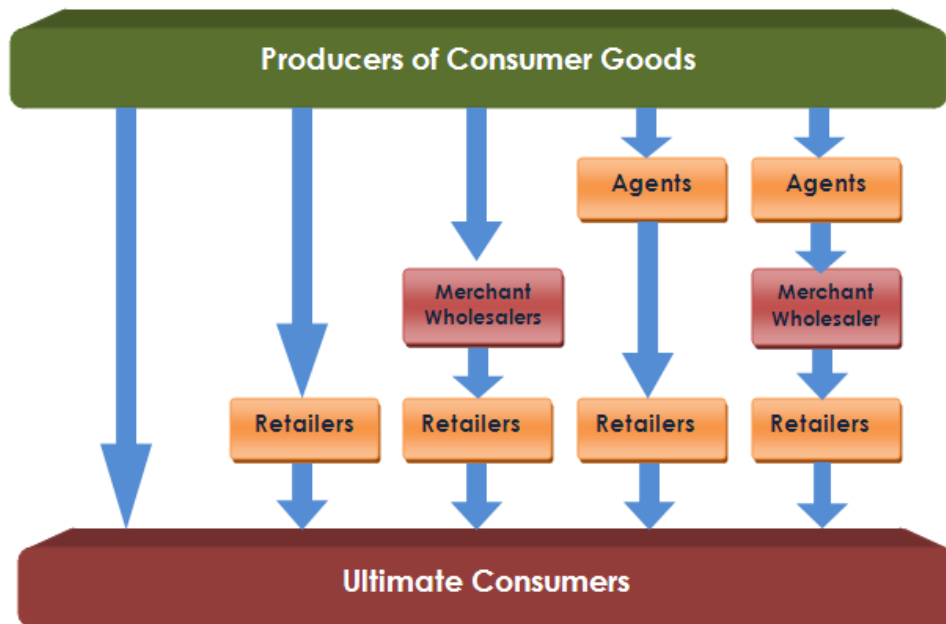 Producers of Consumer Goods
Agents
Agents
Merchant
Wholesalers
Merchant
Wholesaler
Retailers
Retailers
Retailers
Retailers
Ultimate Consumers